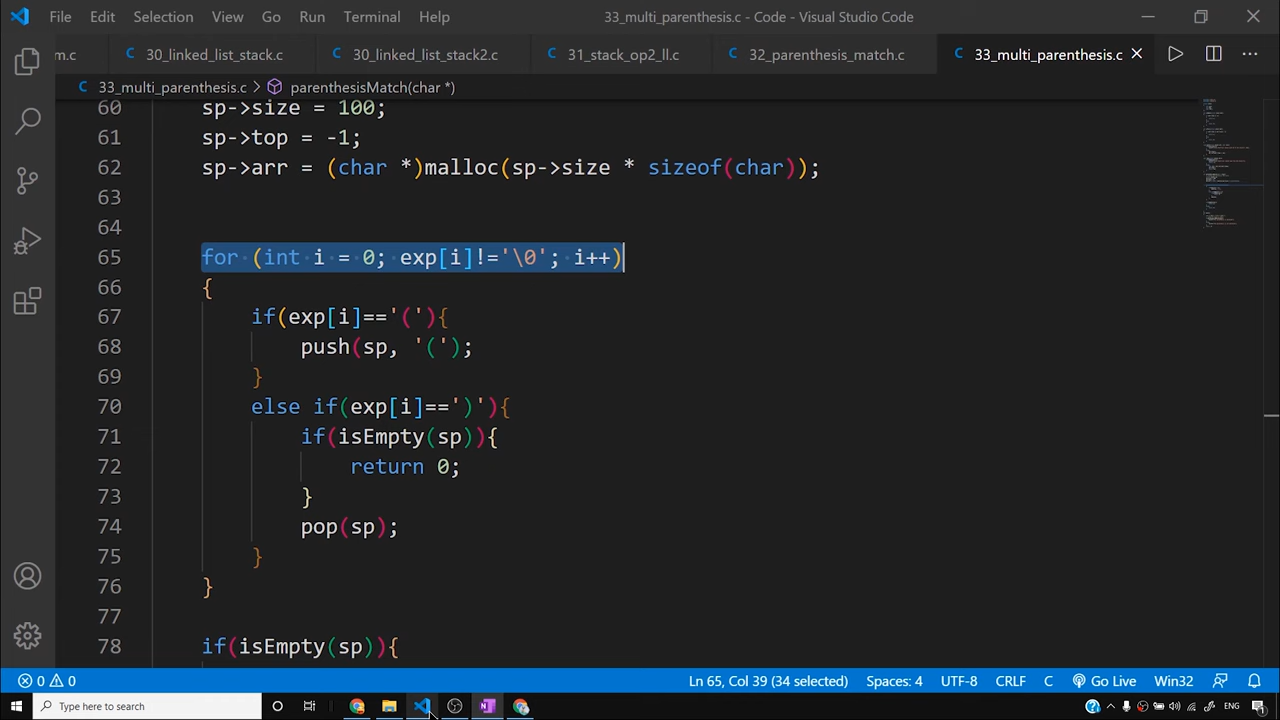 File Edit Selection View Go Run Terminal Help 33_multi_parenthesis.c - Code - Visual Studio Code
m.c 30_linked_list_stack.c 30_linked_list_stack2.c 31_stack_op2_ll.c 32_parenthesis_match.c 33_multi_parenthesis.c
33_multi_parenthesis.c > parenthesisMatch(char *)
60 sp->size = 100;
61 sp->top = -1;
62 sp->arr = (char *)malloc(sp->size * sizeof(char));
63
64
65 for (int i = 0; exp[i]!='\0'; i++)
66 {
67 if(exp[i]=='('){
68 push(sp, '(');
69 }
70 else if(exp[i]==')'){
71 if(isEmpty(sp)){
72 return 0;
73 }
74 pop(sp);
75 }
76 }
77
78 if(isEmpty(sp)){
0 0 Ln 65, Col 39 (34 selected) Spaces: 4 UTF-8 CRLF C Go Live Win32
Type here to search ENG